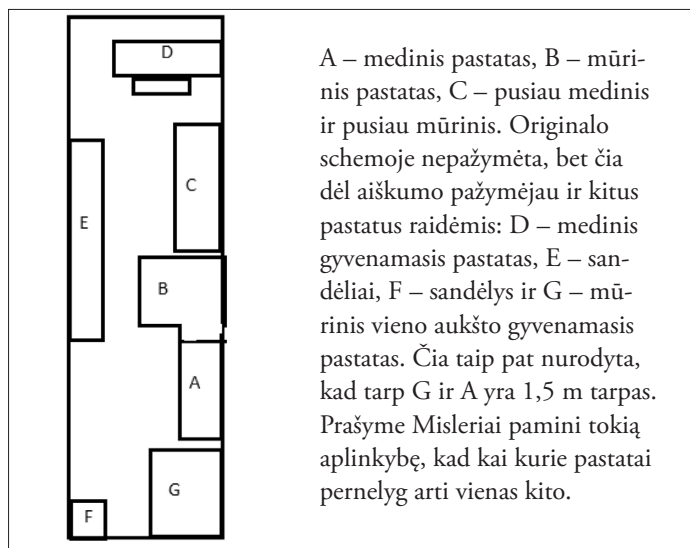 D
C
E
B
A
G
F
A – medinis pastatas, B – mūri-
nis pastatas, C – pusiau medinis
ir pusiau mūrinis. Originalo
schemoje nepažymėta, bet čia
dėl aiškumo pažymėjau ir kitus
pastatus raidėmis: D – medinis
gyvenamasis pastatas, E – san-
dėliai, F – sandėlys ir G – mū-
rinis vieno aukšto gyvenamasis
pastatas. Čia taip pat nurodyta,
kad tarp G ir A yra 1,5 m tarpas.
Prašyme Misleriai pamini tokią
aplinkybę, kad kai kurie pastatai
pernelyg arti vienas kito.